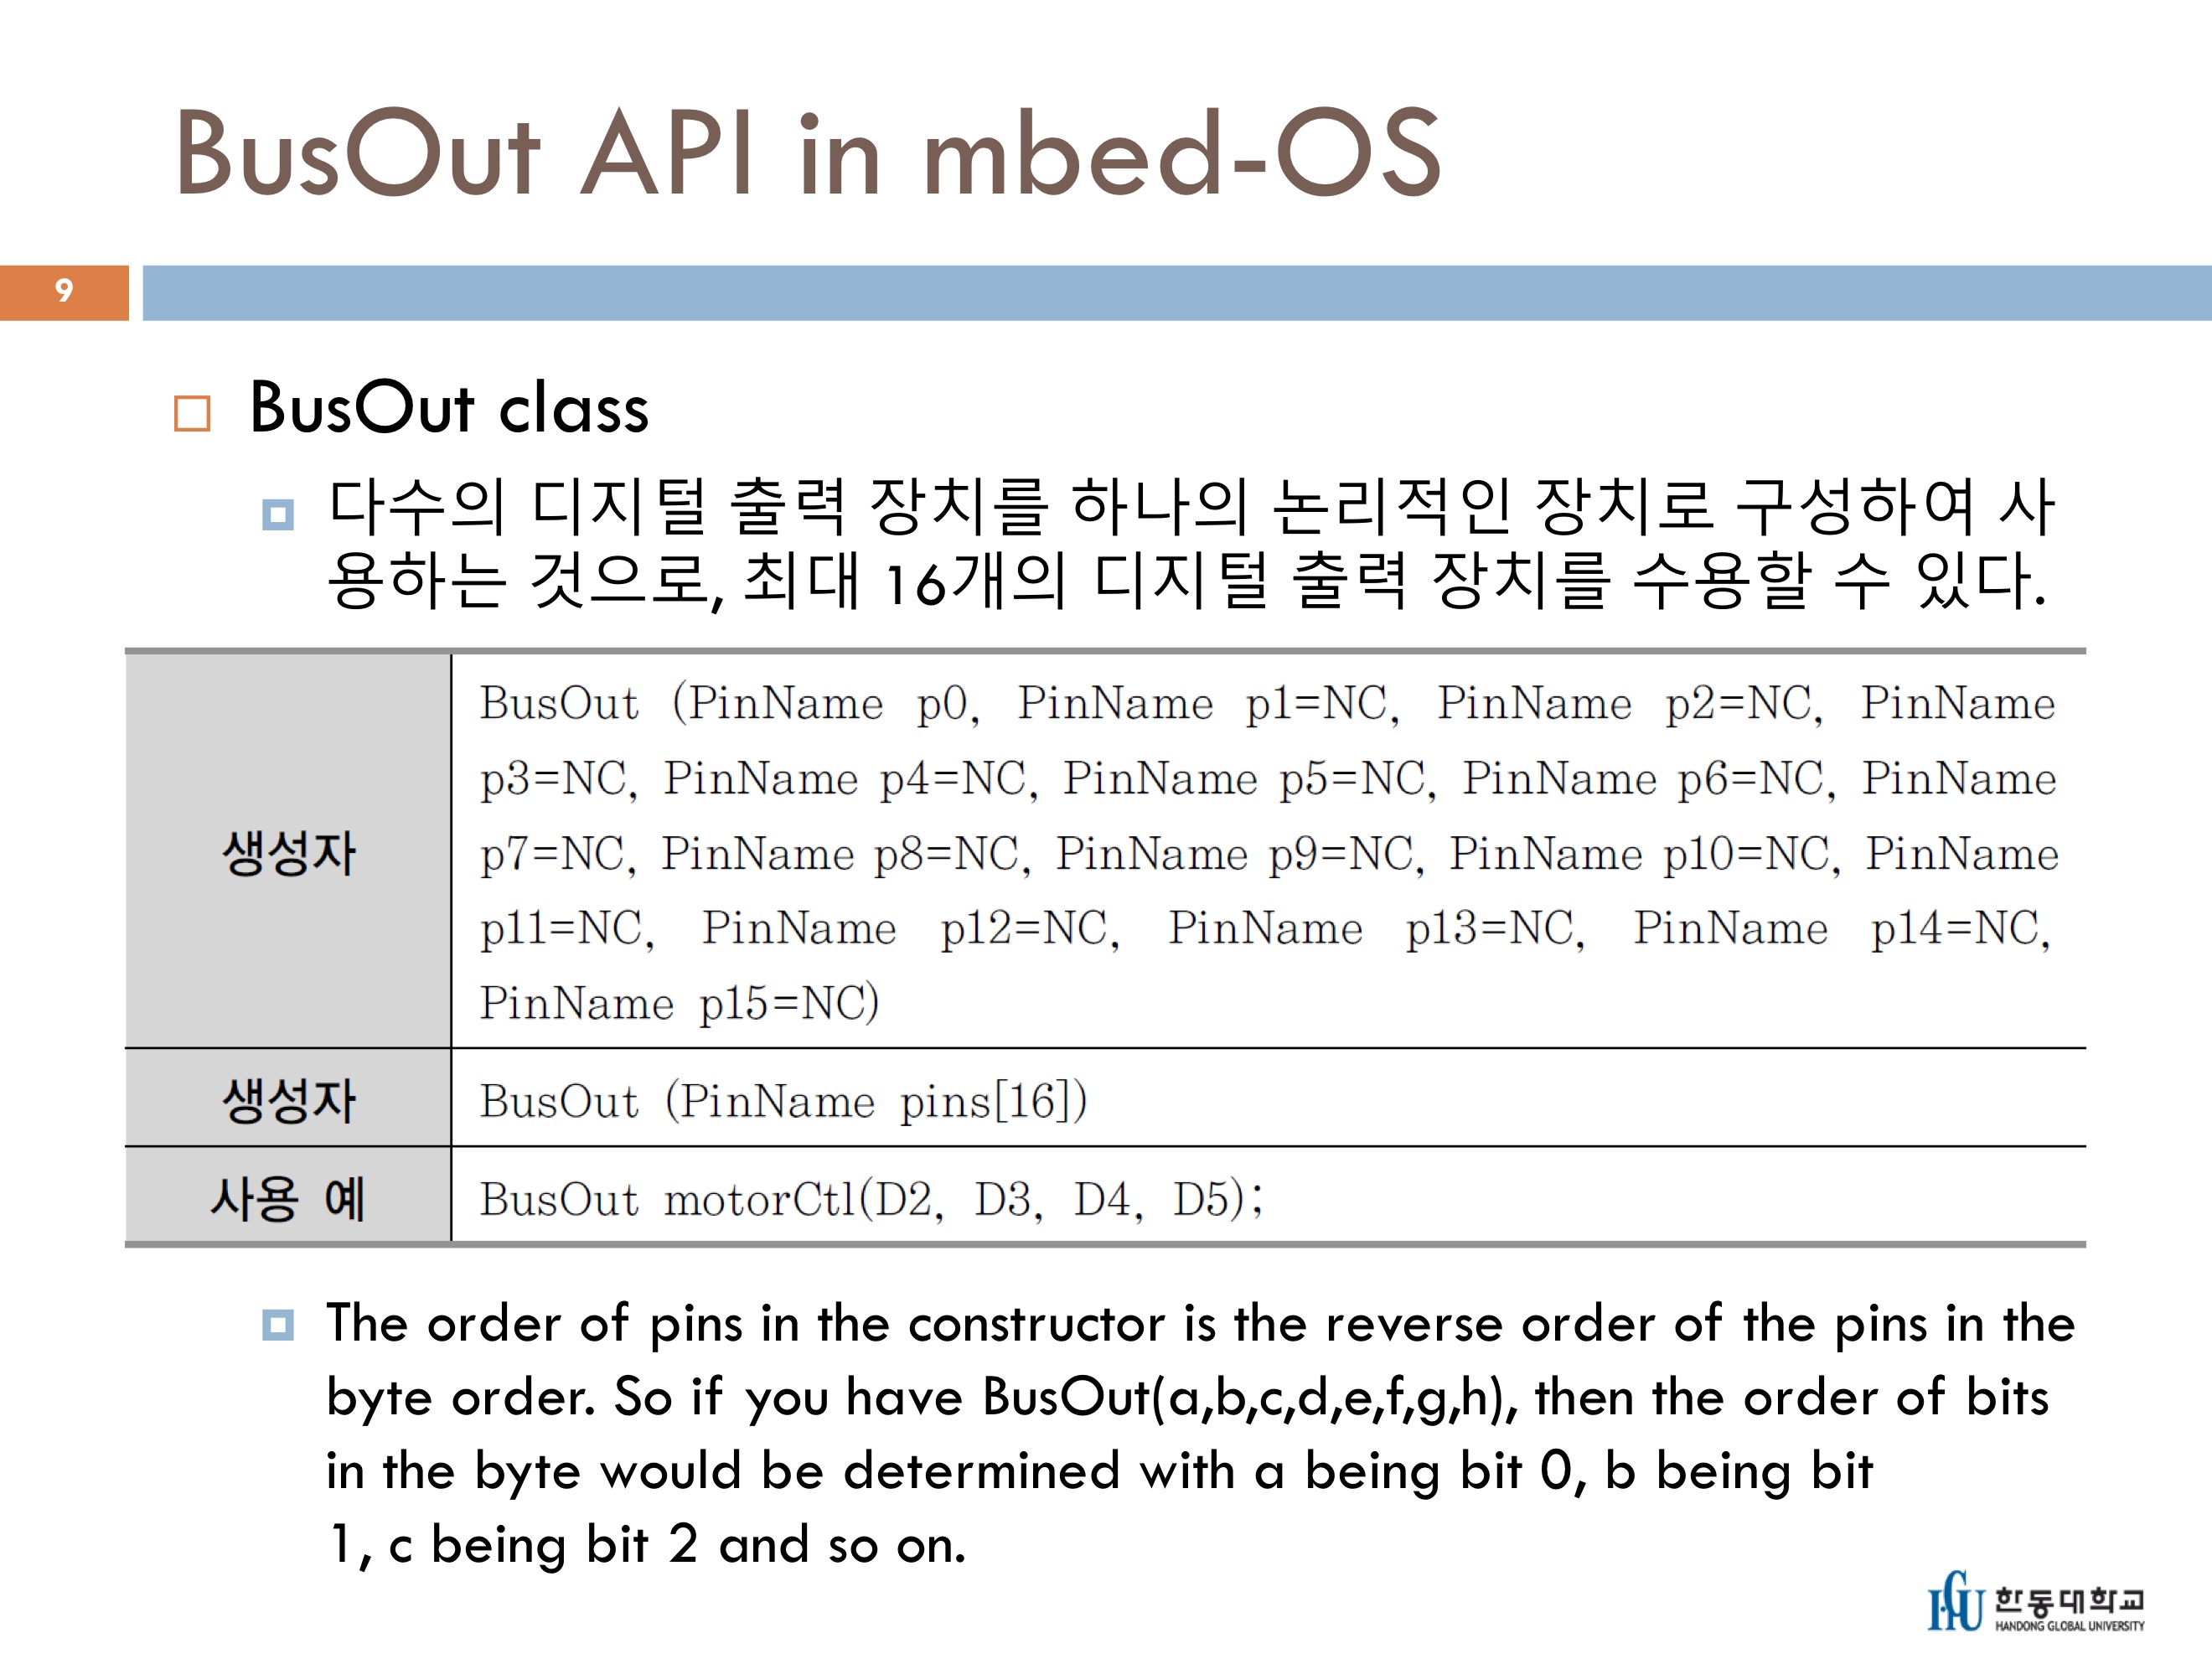 BusOut API in mbed-OS
9
BusOut class
다수의 디지털 출력 장치를 하나의 논리적인 장치로 구성하여 사
용하는 것으로, 최대 16개의 디지털 출력 장치를 수용할 수 있다.
생성자
BusOut (PinName p0, PinName p1=NC, PinName p2=NC, PinName
p3=NC, PinName p4=NC, PinName p5=NC, PinName p6=NC, PinName
p7=NC, PinName p8=NC, PinName p9=NC, PinName p10=NC, PinName
p11=NC, PinName p12=NC, PinName p13=NC, PinName p14=NC,
PinName p15=NC)
생성자
BusOut (PinName pins[16])
사용 예
BusOut motorCtl(D2, D3, D4, D5);
The order of pins in the constructor is the reverse order of the pins in the
byte order. So if you have BusOut(a,b,c,d,e,f,g,h), then the order of bits
in the byte would be determined with a being bit 0, b being bit
1, c being bit 2 and so on.
HGU 한동대학교
HANDONG GLOBAL UNIVERSITY